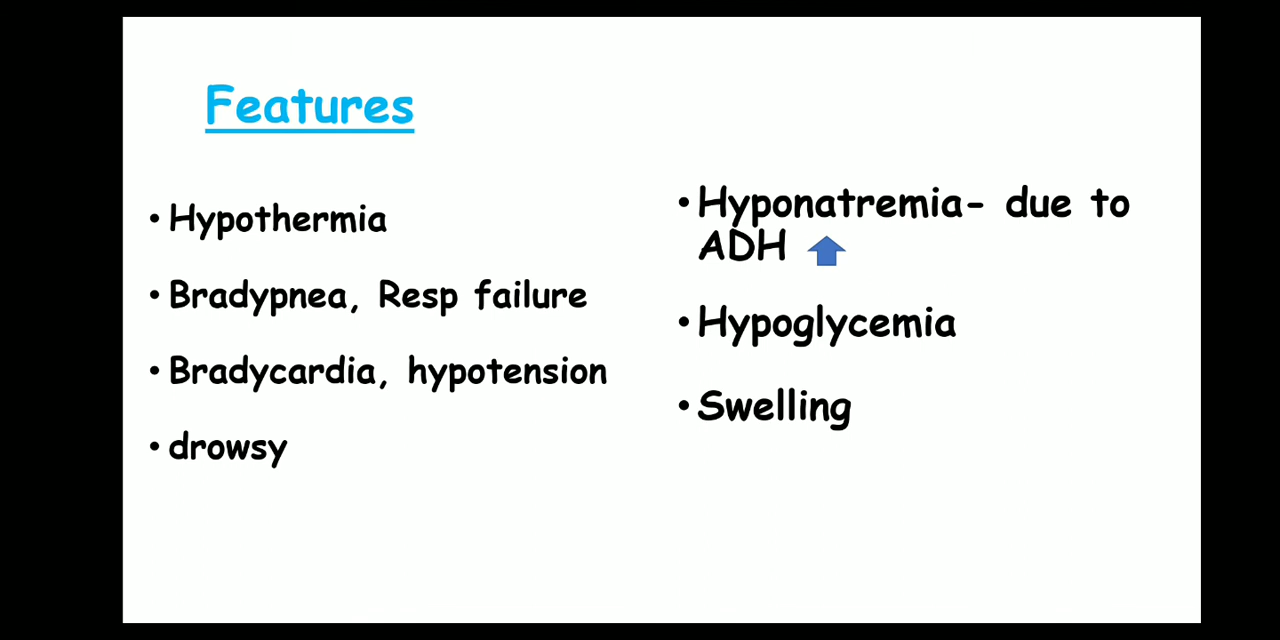 Features
• Hypothermia
• Bradypnea, Resp failure
• Bradycardia, hypotension
• drowsy
• Hyponatremia- due to
ADH
• Hypoglycemia
• Swelling